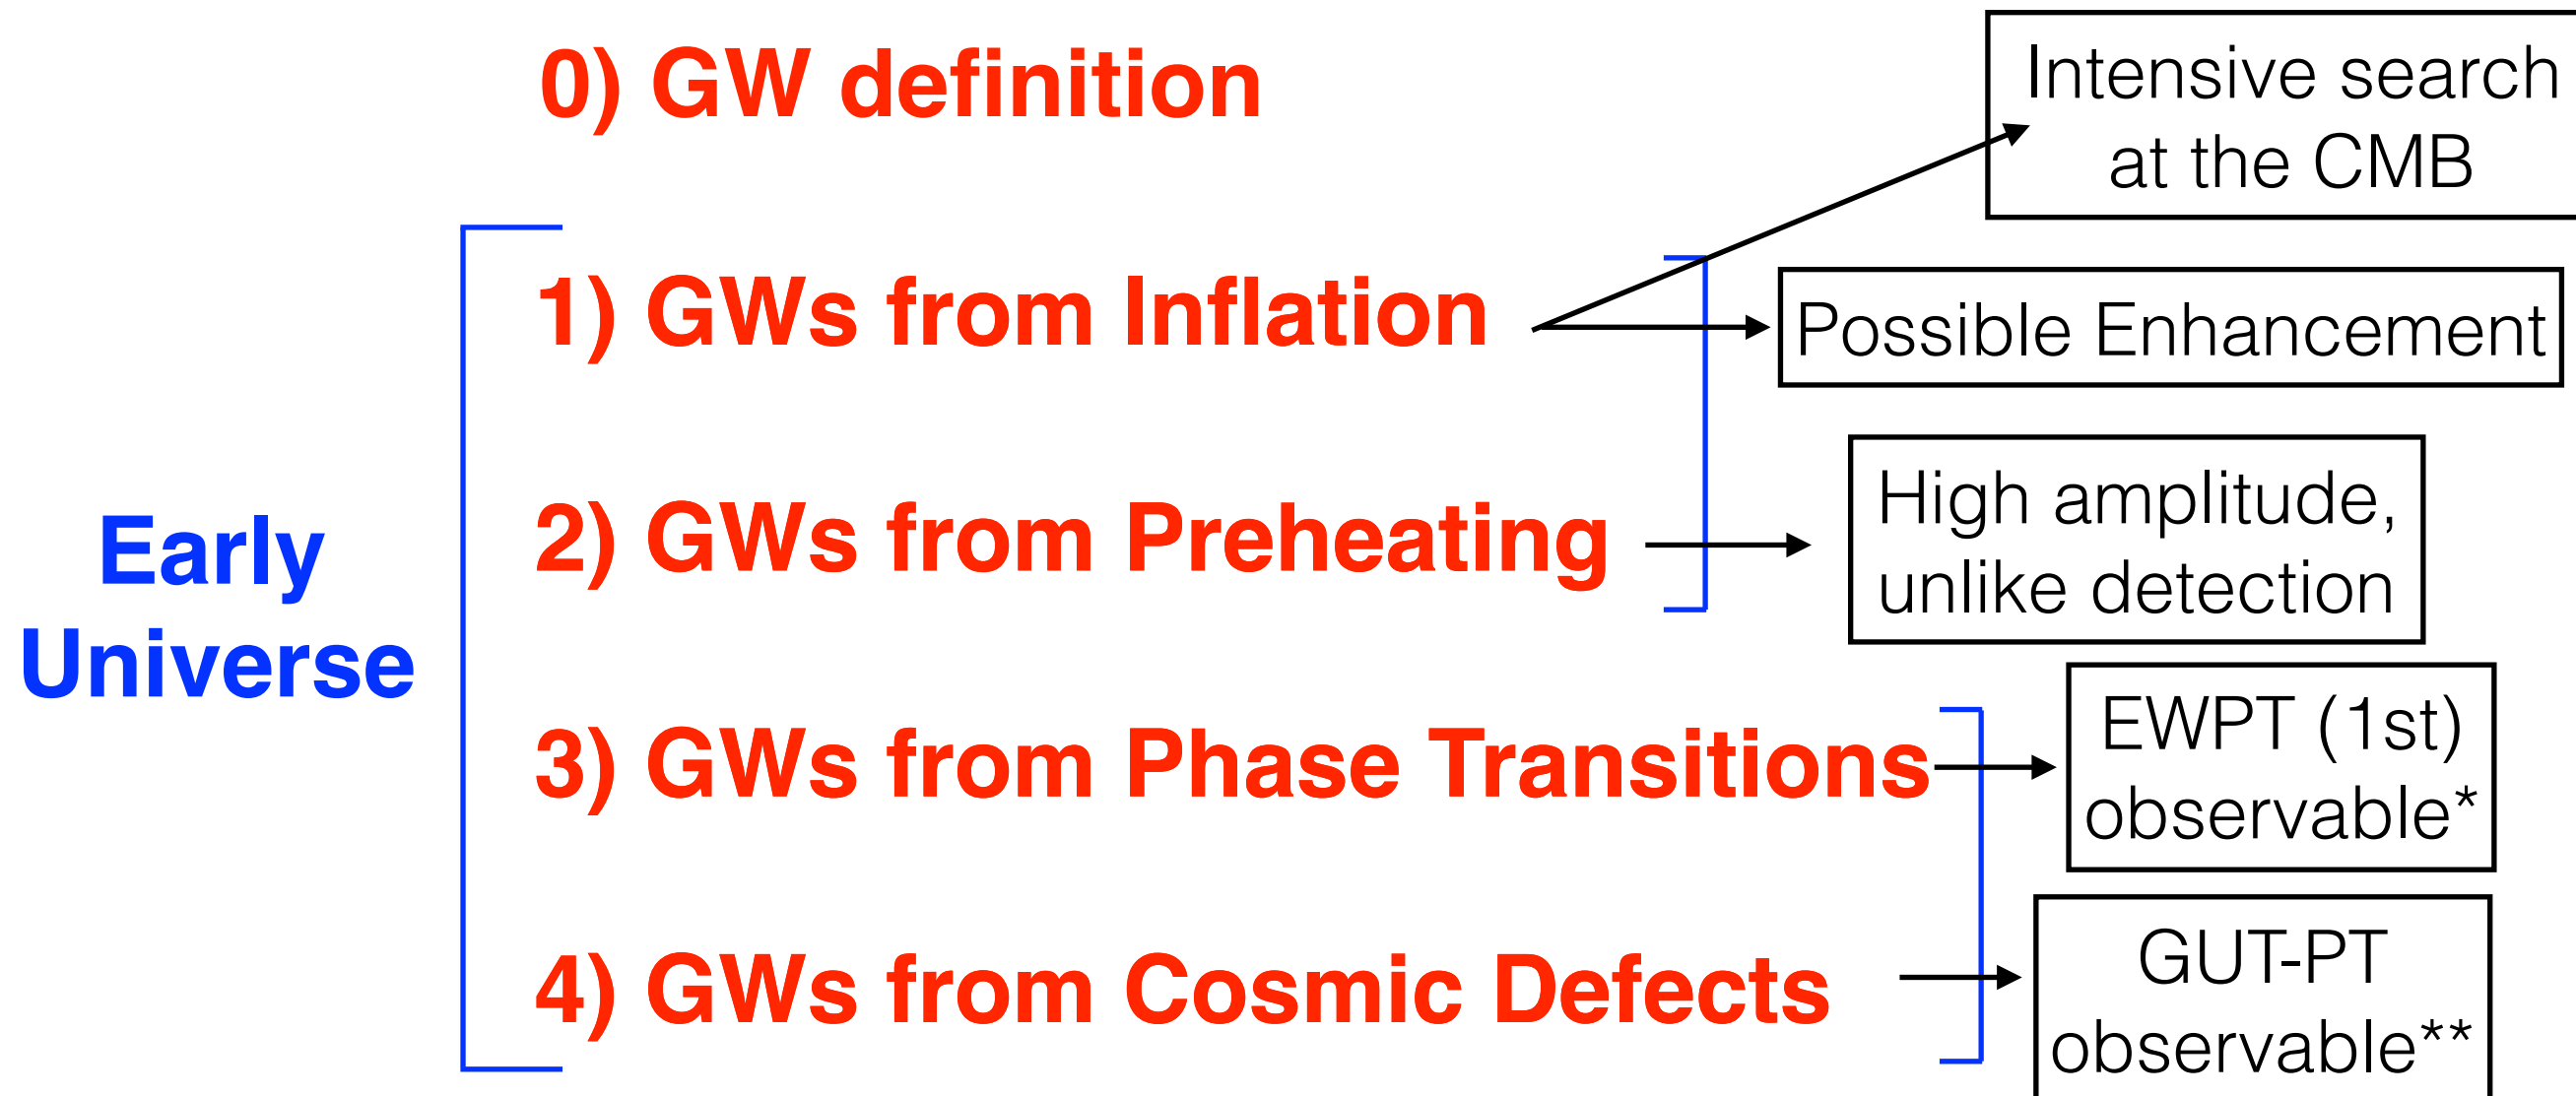 0) GW definition
Intensive search
at the CMB
1) GWs from Inflation
Possible Enhancement
Early
Universe
2) GWs from Preheating
High amplitude,
unlike detection
3) GWs from Phase Transitions
EWPT (1st)
observable*
4) GWs from Cosmic Defects
GUT-PT
observable**